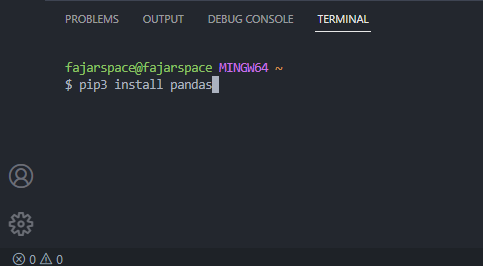 PROBLEMS OUTPUT DEBUG CONSOLE TERMINAL
fajarspace@fajarspace MINGW64 ~
$ pip3 install pandas
0 0